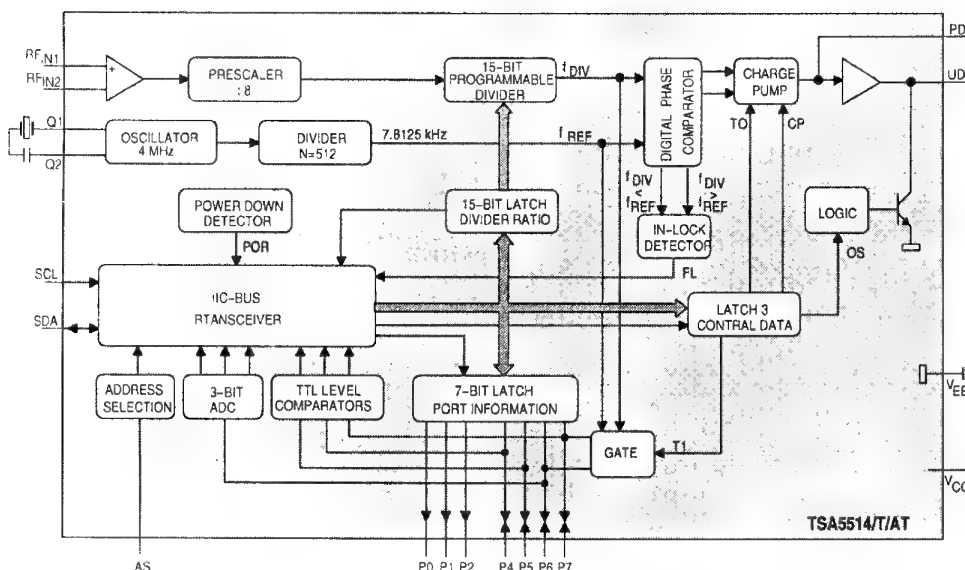 RF IN1
RF IN2
PRESCALER
: 8
15-BIT
PROGRAMMABLE
DIVIDER
f DIV
DIGITAL PHASE
COMPARATOR
CHARGE
PUMP
PD
UD
Q1
Q2
OSCILLATOR
4 MHz
DIVIDER
N=512
7.8125 kHz
f REF
TO
CP
f DIV
<
f REF
f DIV
>
f REF
POWER DOWN
DETECTOR
POR
15-BIT LATCH
DIVIDER RATIO
IN-LOCK
DETECTOR
FL
LOGIC
OS
SCL
SDA
IIC-BUS
RTANSCEIVER
LATCH 3
CONTRAL DATA
ADDRESS
SELECTION
3-BIT
ADC
TTL LEVEL
COMPARATORS
7-BIT LATCH
PORT INFORMATION
GATE
T1
VEE
VCC
TSA5514/T/AT
AS
P0 P1 P2 P4 P5 P6 P7